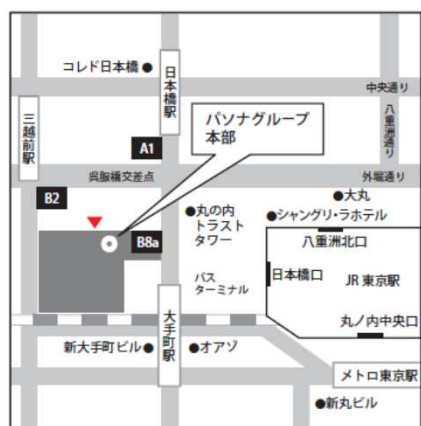 コレド日本橋
日本橋駅
中央通り
八重洲通り
三越前駅
パソナグループ
本部
A1
呉服橋交差点
外堀通り
B2
大丸
丸の内
トラスト
タワー
シャングリ・ラホテル
八重洲北口
B8a
バス
ターミナル
日本橋口
JR 東京駅
大手町駅
丸ノ内中央口
新大手町ビル
オアゾ
メトロ東京駅
新丸ビル